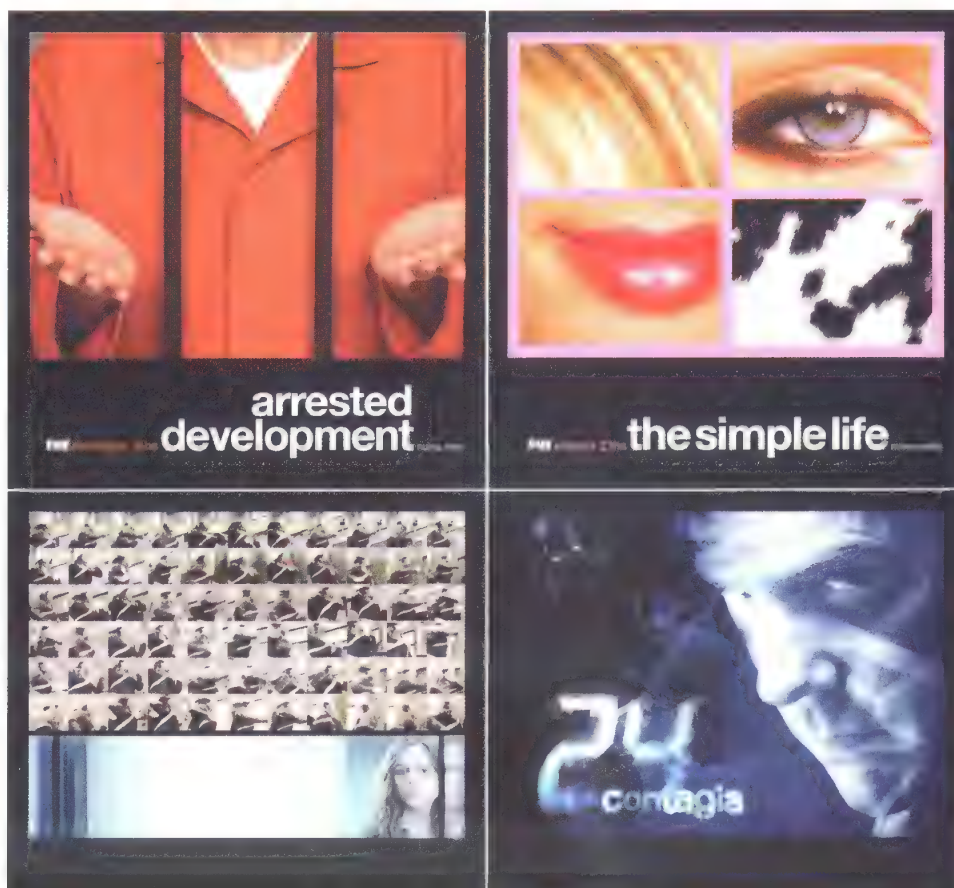 arrested
development
the simple life
24
contagia